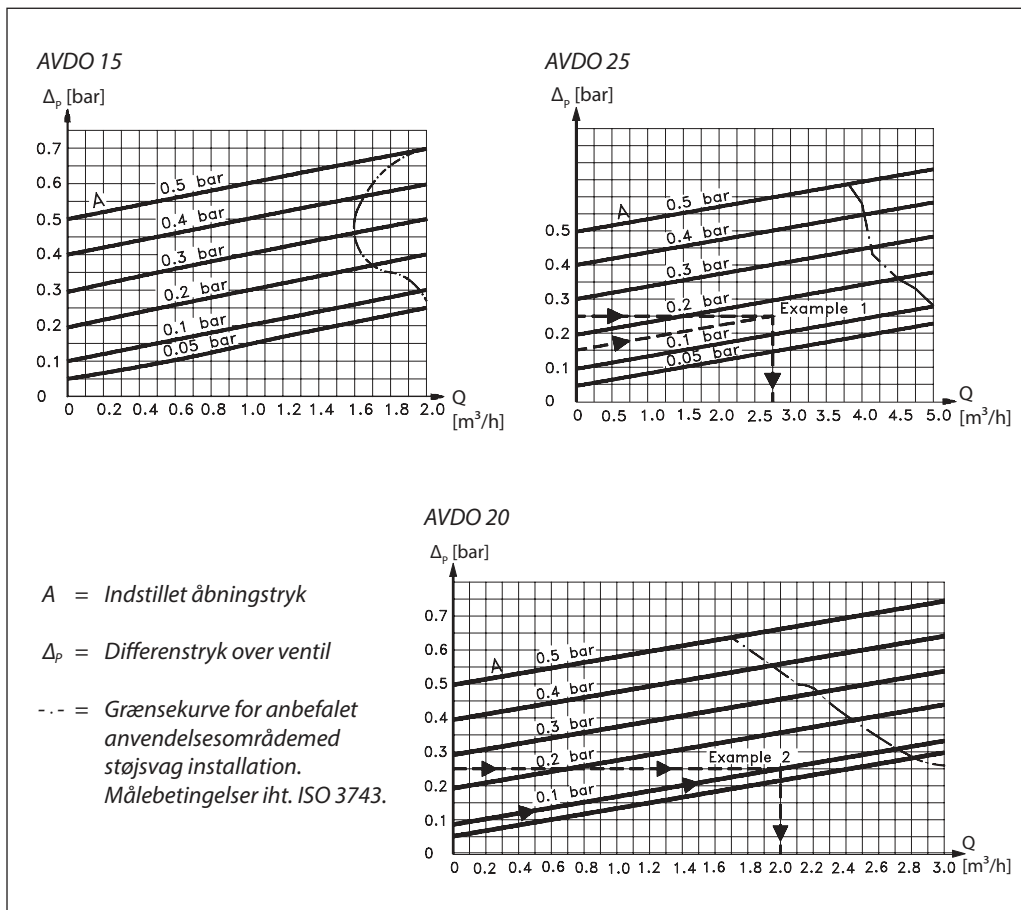 AVDO 15
Δₚ [bar]
0.7
0.6
0.5
0.4
0.3
0.2
0.1
0
A
0.5 bar
0.4 bar
0.3 bar
0.2 bar
0.1 bar
0.05 bar
0 0.2 0.4 0.6 0.8 1.0 1.2 1.4 1.6 1.8 2.0
Q
[m³/h]
AVDO 25
Δₚ [bar]
0.5
0.4
0.3
0.2
0.1
0
A
0.5 bar
0.4 bar
0.3 bar
0.2 bar
Example 1
0.1 bar
0.05 bar
0 0.5 1.0 1.5 2.0 2.5 3.0 3.5 4.0 4.5 5.0
Q
[m³/h]
AVDO 20
Δₚ [bar]
0.7
0.6
0.5
0.4
0.3
0.2
0.1
0
A
0.5 bar
0.4 bar
0.3 bar
0.2 bar
Example 2
0.1 bar
0 0.2 0.4 0.6 0.8 1.0 1.2 1.4 1.6 1.8 2.0 2.2 2.4 2.6 2.8 3.0
Q
[m³/h]
A = Indstillet åbningstryk
Δₚ = Differenstryk over ventil
-·- = Grænsekurve for anbefalet
anvendelsesområdemed
støjsvag installation.
Målebetingelser iht. ISO 3743.